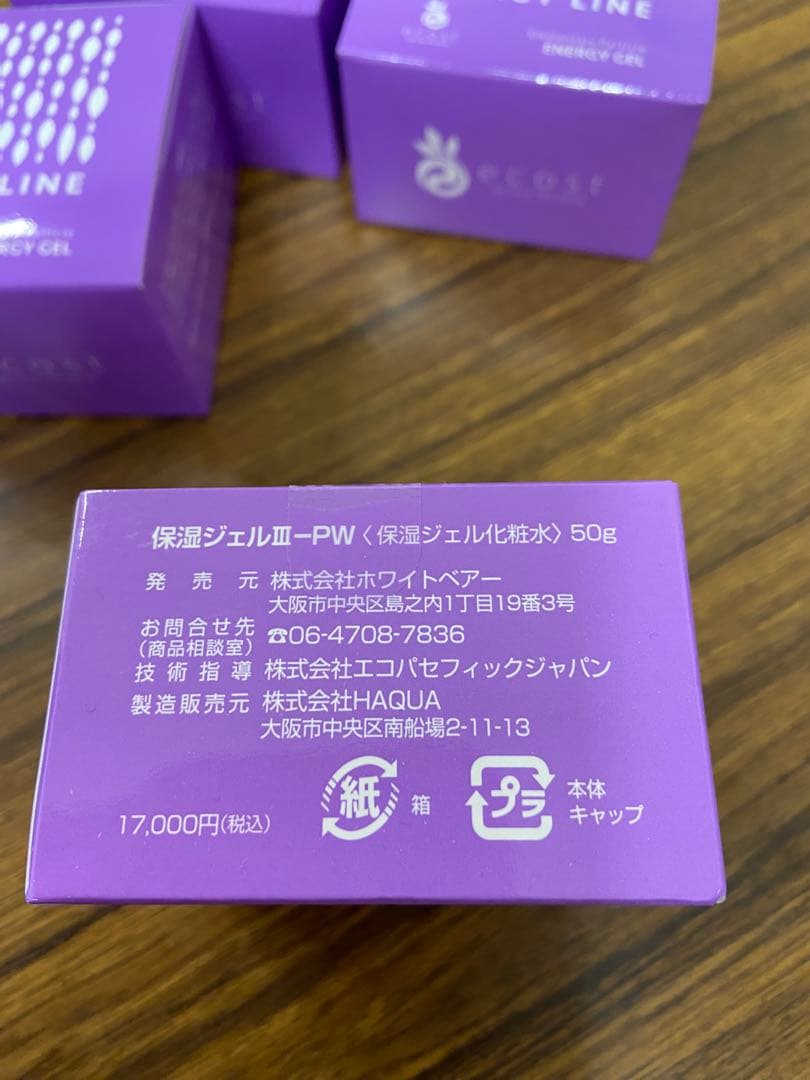 LINE
ENERGY GEL
ecost
LINE
GEL
保湿ジェルⅢーPW〈保湿ジェル化粧水〉50g
発売元 株式会社ホワイトベアー
大阪市中央区島之内1丁目19番3号
お問合せ先 ☎06-4708-7836
(商品相談室)
技術指導 株式会社エコパセフィックジャパン
製造販売元 株式会社HAQUA
大阪市中央区南船場2-11-13
17,000円(税込)
紙 箱
プラ 本体
キャップ